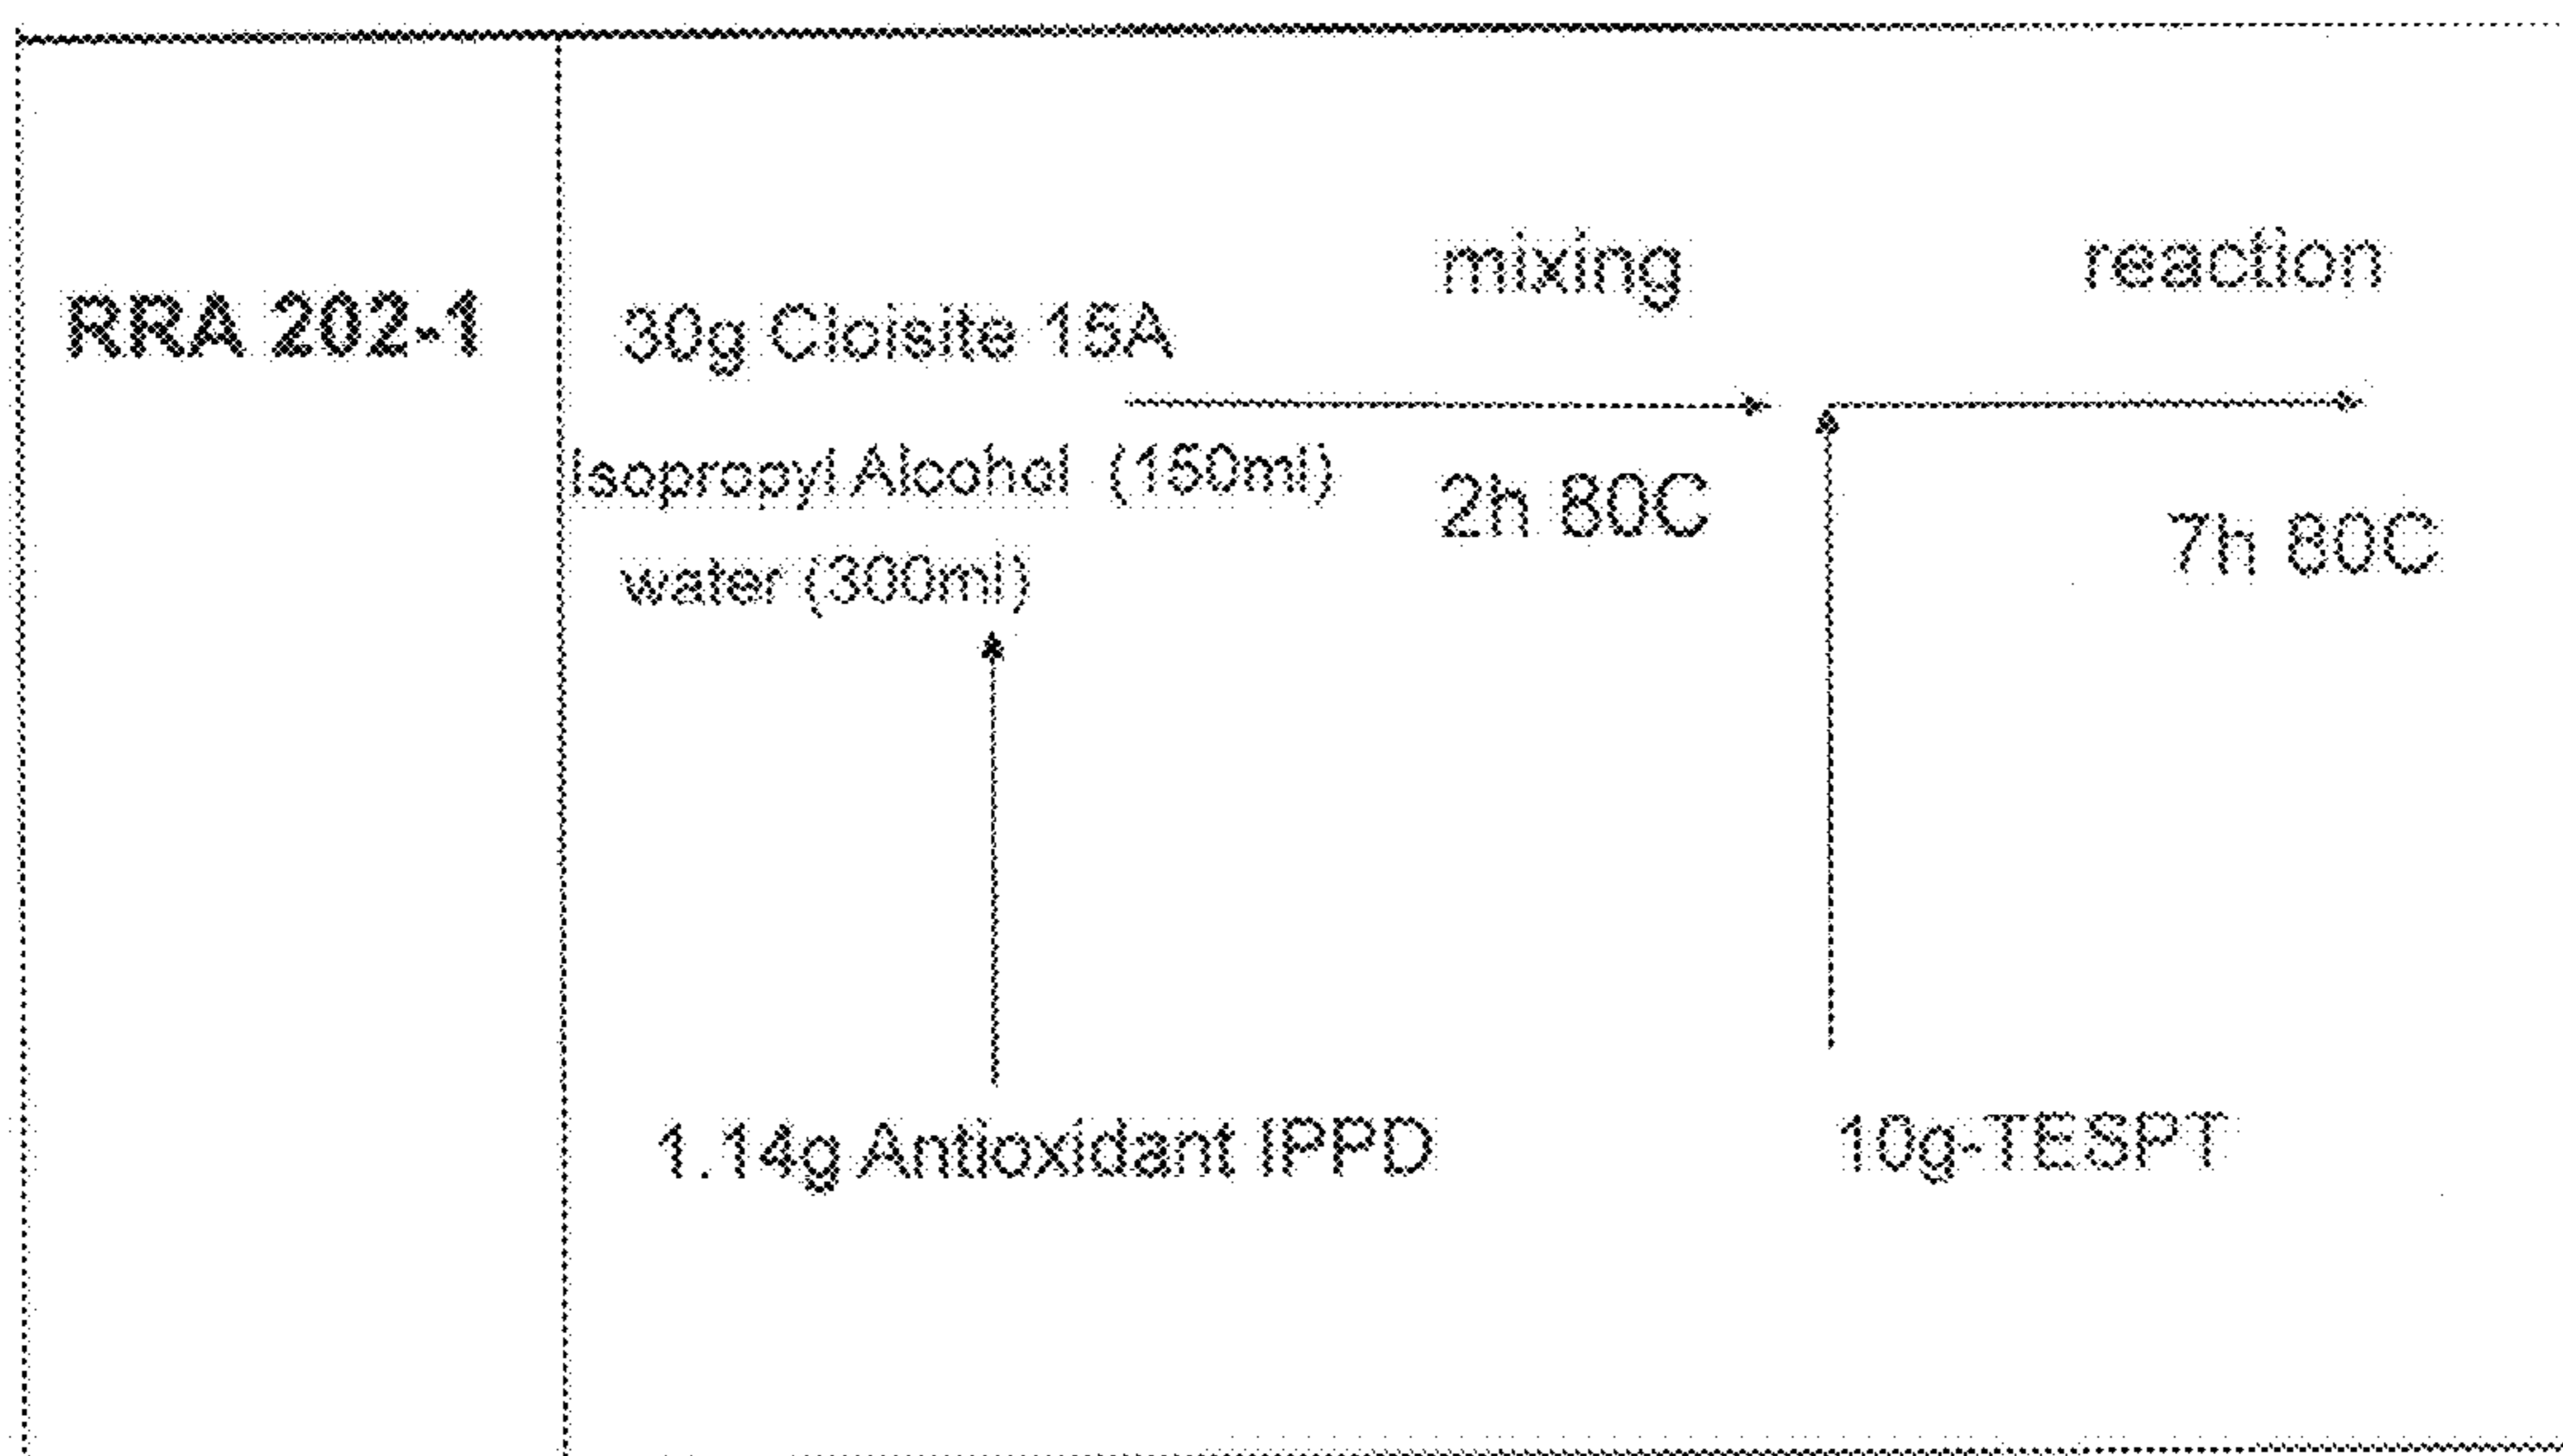 RRA 202-1
30g Cloisite 15A
Isopropyl Alcohol (150ml)
water (300ml)
mixing
2h 80C
reaction
7h 80C
1.14g Antioxidant IPPD
10g-TESPT